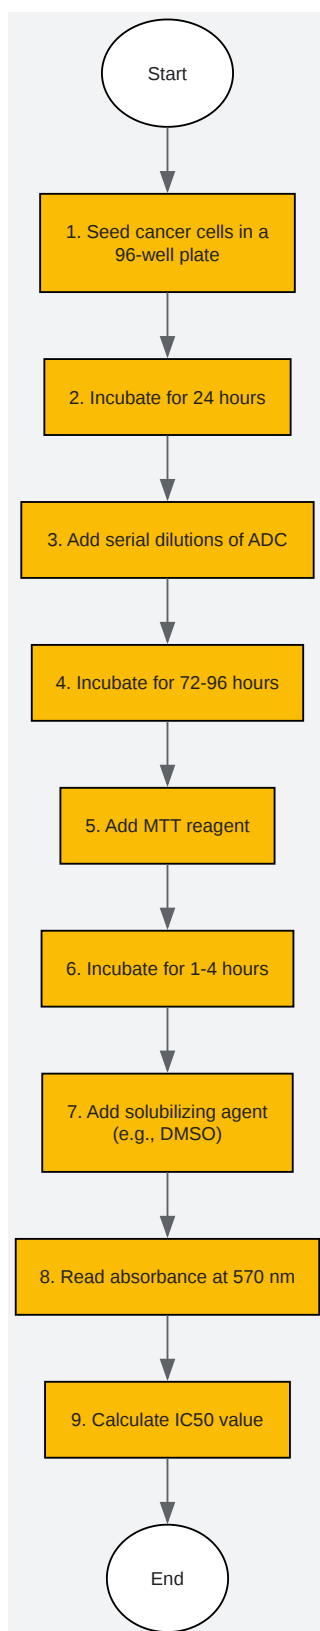 Start
1. Seed cancer cells in a
96-well plate
2. Incubate for 24 hours
3. Add serial dilutions of ADC
4. Incubate for 72-96 hours
5. Add MTT reagent
6. Incubate for 1-4 hours
7. Add solubilizing agent
(e.g., DMSO)
8. Read absorbance at 570 nm
9. Calculate IC50 value
End